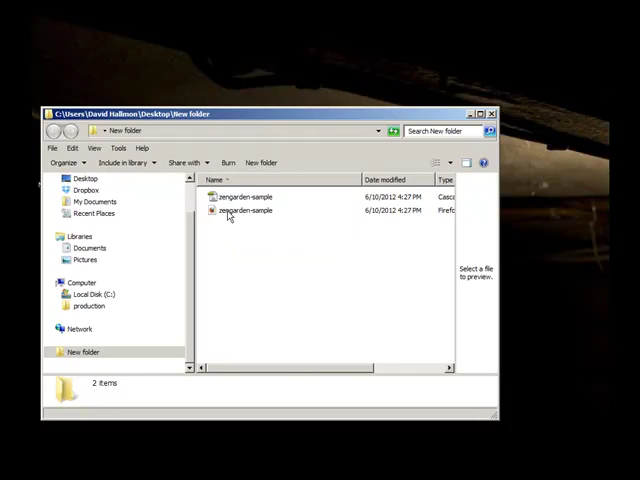 C:\Users\David Hallmon\Desktop\New folder
New folder
Search New folder
File Edit View Tools Help
Organize Include in library Share with Burn New folder
Desktop
Dropbox
My Documents
Recent Places
Libraries
Documents
Pictures
Computer
Local Disk (C:)
production
Network
New folder
Name Date modified Type
zengarden-sample 6/10/2012 4:27 PM Casca
zengarden-sample 6/10/2012 4:27 PM Firefo
Select a file
to preview.
2 items